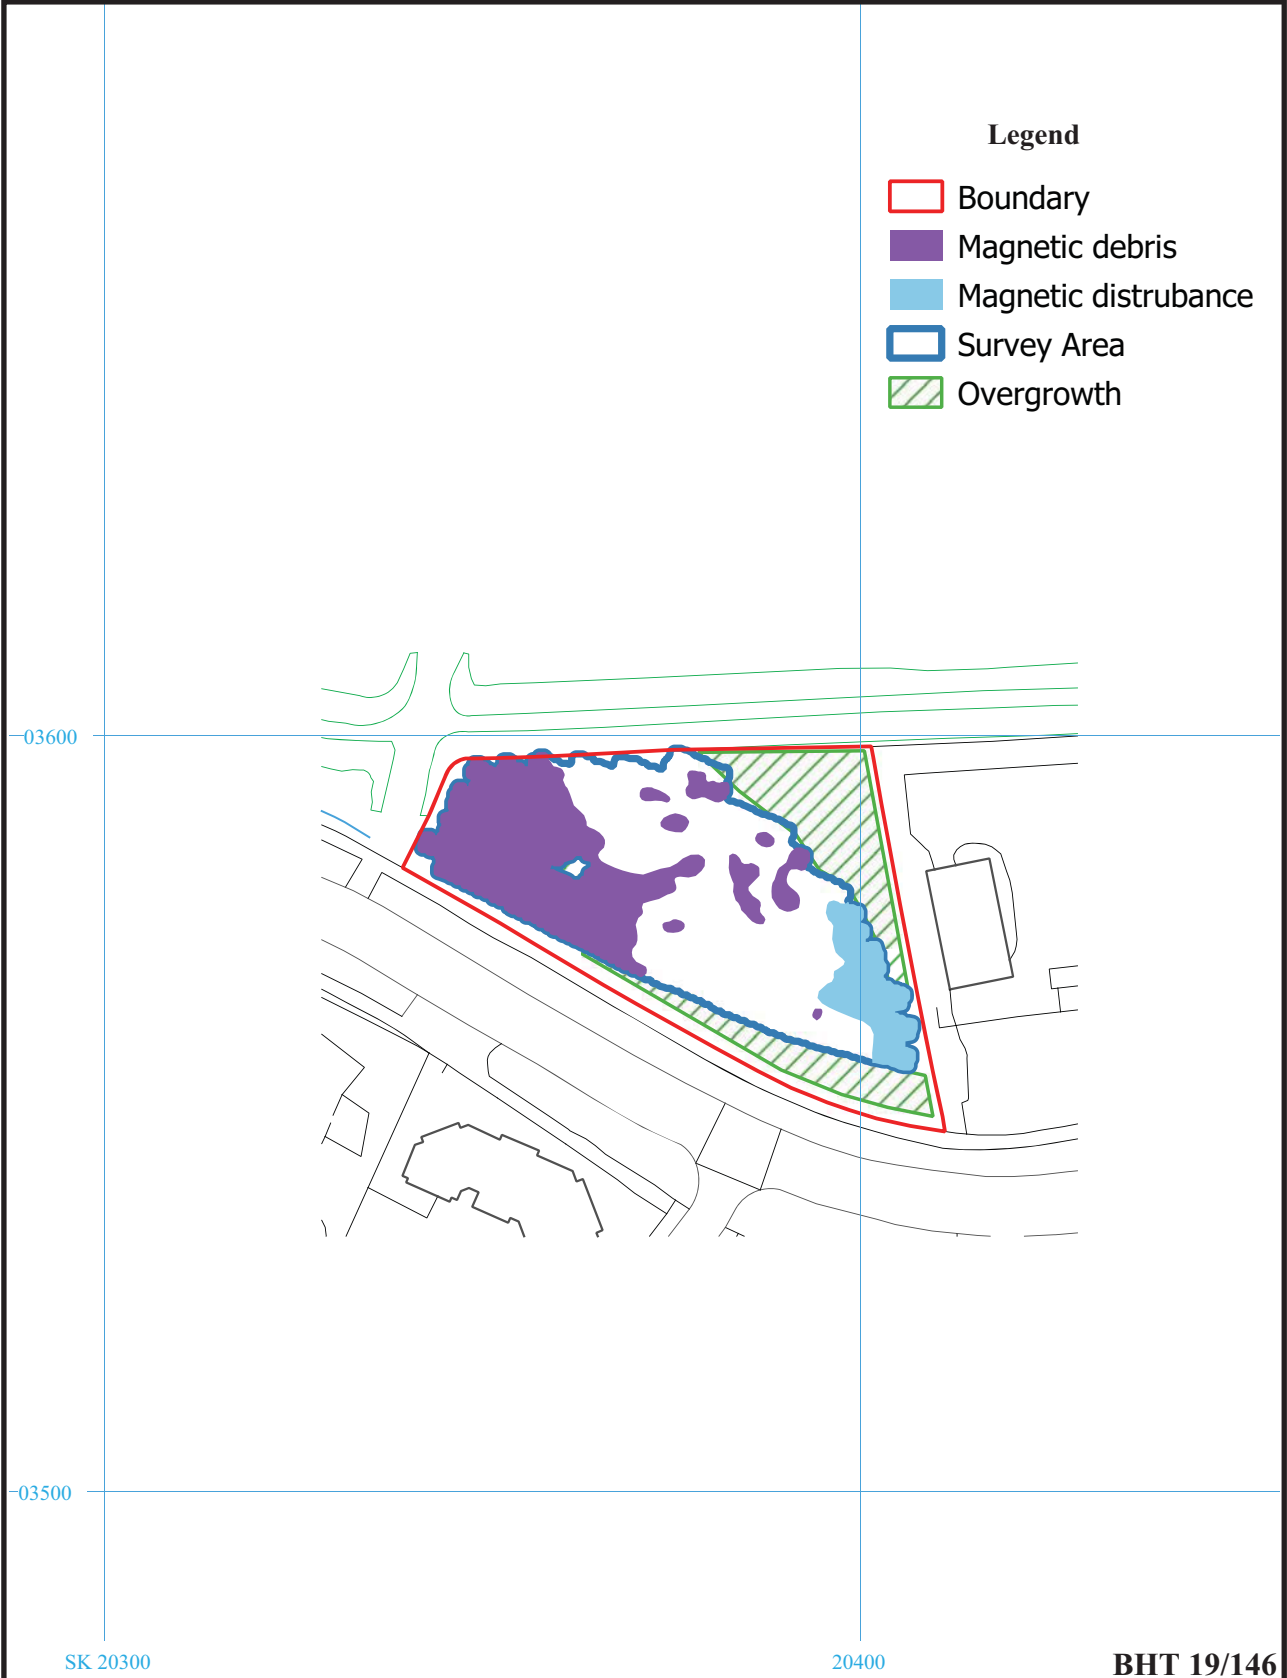 Legend
Boundary
Magnetic debris
Magnetic distrubance
Survey Area
Overgrowth
03600
03500
SK 20300
20400
BHT 19/146